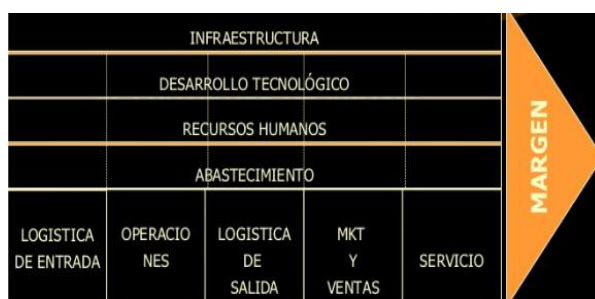 INFRAESTRUCTURA
DESARROLLO TECNOLÓGICO
RECURSOS HUMANOS
ABASTECIMIENTO
LOGISTICA
DE ENTRADA
OPERACIO
NES
LOGISTICA
DE
SALIDA
MKT
Y
VENTAS
SERVICIO
MARGEN